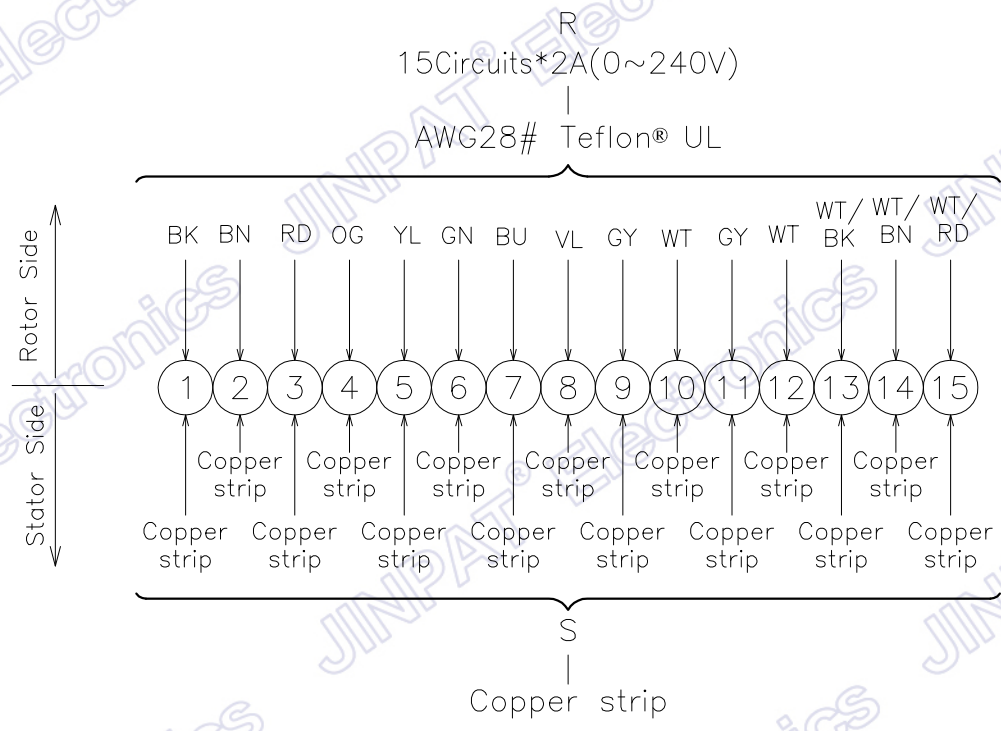 R
15Circuits*2A(0~240V)
AWG28# Teflon® UL
BK BN RD OG YL GN BU VL GY WT GY WT WT/BK WT/BN WT/RD
Rotor Side
1 2 3 4 5 6 7 8 9 10 11 12 13 14 15
Stator Side
Copper strip Copper strip Copper strip Copper strip Copper strip Copper strip Copper strip
Copper strip Copper strip Copper strip Copper strip Copper strip Copper strip Copper strip Copper strip
S
Copper strip
JINPAT® Electronics